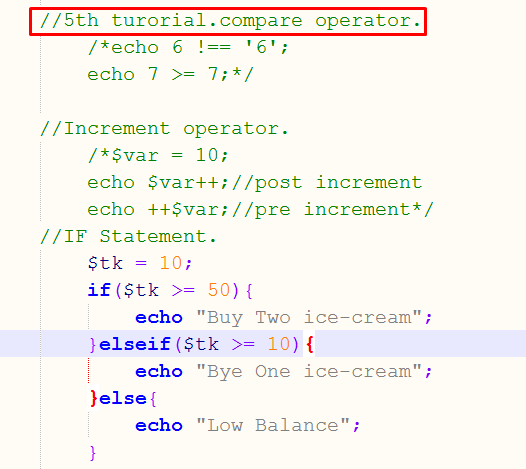 //5th turorial.compare operator.
/*echo 6 !== '6';
echo 7 >= 7;*/
//Increment operator.
/*$var = 10;
echo $var++;//post increment
echo ++$var;//pre increment*/
//IF Statement.
$tk = 10;
if($tk >= 50){
echo "Buy Two ice-cream";
}elseif($tk >= 10){
echo "Bye One ice-cream";
}else{
echo "Low Balance";
}